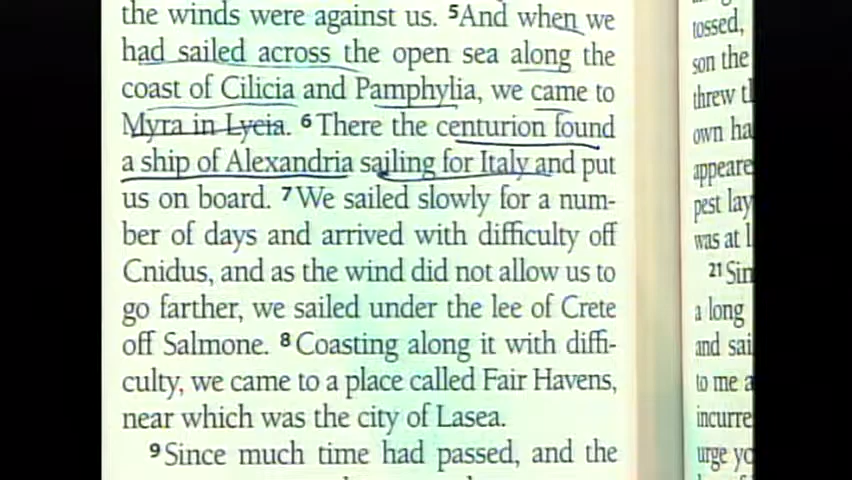 the winds were against us. 5And when we
had sailed across the open sea along the
coast of Cilicia and Pamphylia, we came to
Myra in Lycia. 6There the centurion found
a ship of Alexandria sailing for Italy and put
us on board. 7We sailed slowly for a num-
ber of days and arrived with difficulty off
Cnidus, and as the wind did not allow us to
go farther, we sailed under the lee of Crete
off Salmone. 8Coasting along it with diffi-
culty, we came to a place called Fair Havens,
near which was the city of Lasea.
9Since much time had passed, and the
tossed,
son the
threw
own
pest lay
was at
21
a long
and
to me
urge